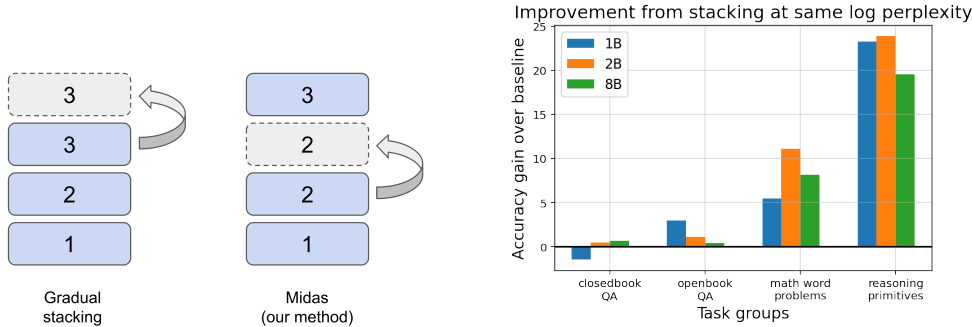 3
3
2
1
Gradual
stacking
3
2
2
1
Midas
(our method)
Improvement from stacking at same log perplexity
Accuracy gain over baseline
25
20
15
10
5
0
1B
2B
8B
closedbook
QA
openbook
QA
math word
problems
reasoning
primitives
Task groups